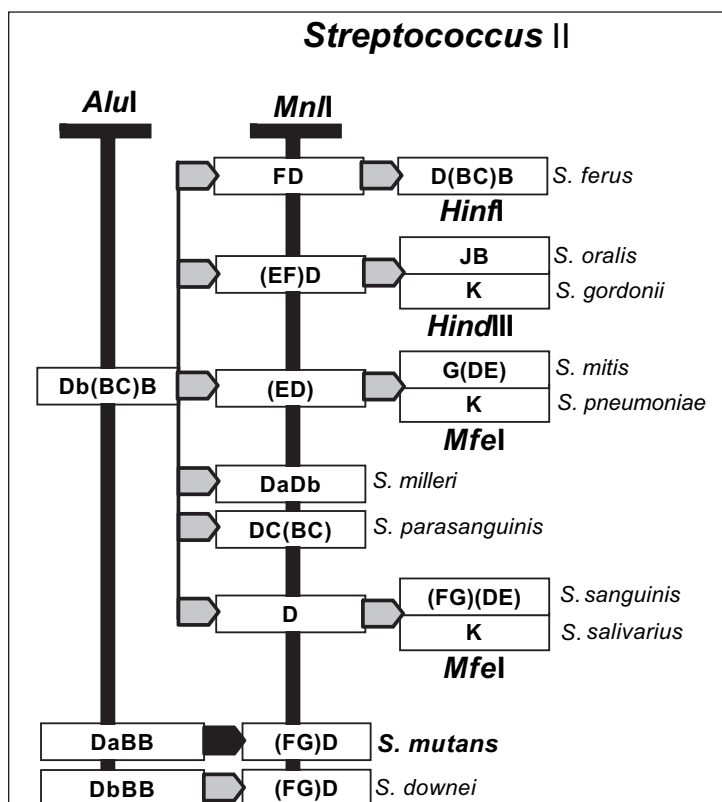 Streptococcus II
AluI MnlI
FD D(BC)B S. ferus
HinfI
(EF)D JB S. oralis
K S. gordonii
HindIII
Db(BC)B (ED) G(DE) S. mitis
K S. pneumoniae
MfeI
DaDb S. milleri
DC(BC) S. parasanguinis
D (FG)(DE) S. sanguinis
K S. salivarius
MfeI
DaBB (FG)D S. mutans
DbBB (FG)D S. downei